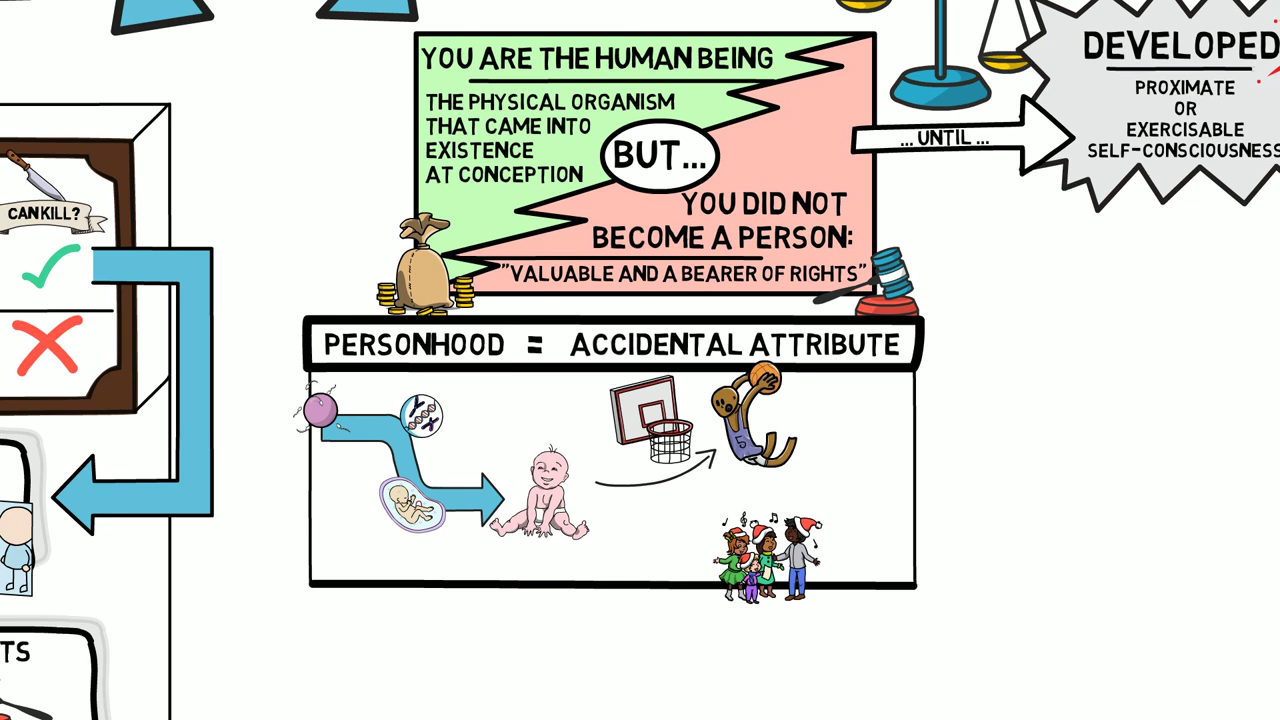 YOU ARE THE HUMAN BEING
THE PHYSICAL ORGANISM
THAT CAME INTO
EXISTENCE
AT CONCEPTION
BUT...
YOU DID NOT
BECOME A PERSON:
"VALUABLE AND A BEARER OF RIGHTS"
... UNTIL ...
DEVELOPED
PROXIMATE
OR
EXERCISABLE
SELF-CONSCIOUSNESS
CAN KILL?
PERSONHOOD = ACCIDENTAL ATTRIBUTE
5
TS